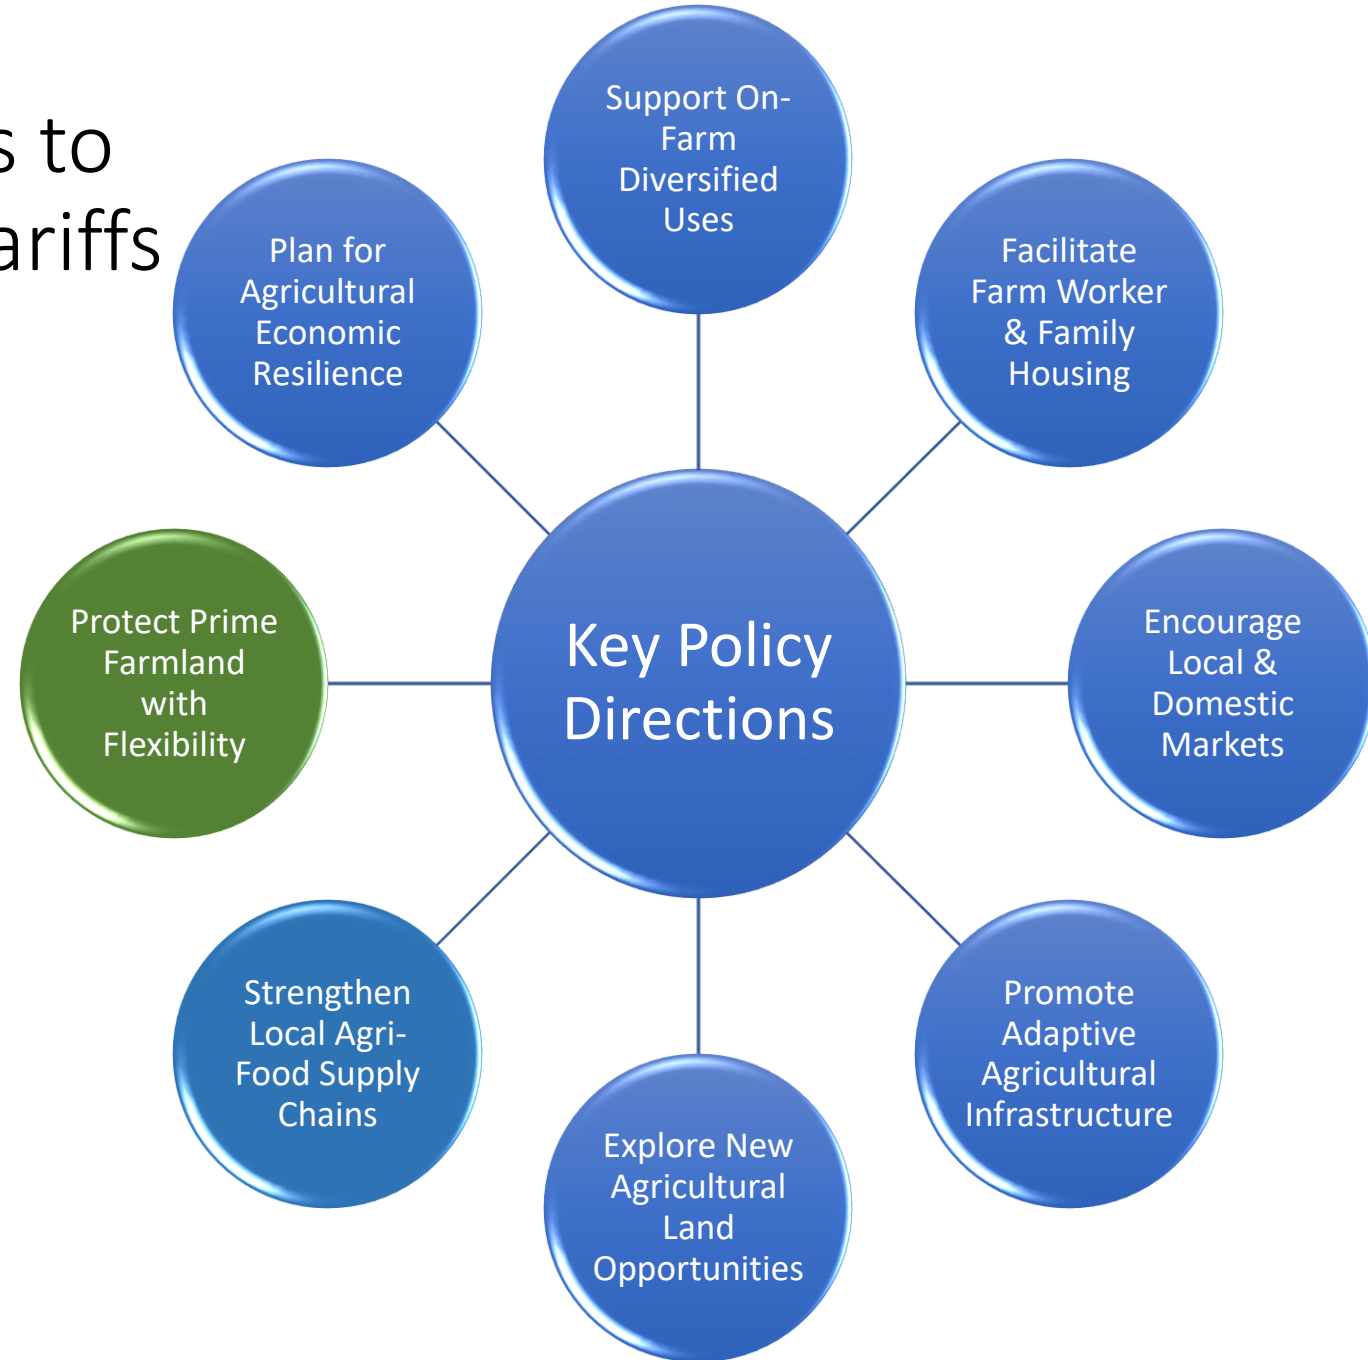 s to
ariffs
Support On-
Farm
Diversified
Uses
Facilitate
Farm Worker
& Family
Housing
Encourage
Local &
Domestic
Markets
Promote
Adaptive
Agricultural
Infrastructure
Explore New
Agricultural
Land
Opportunities
Strengthen
Local Agri-
Food Supply
Chains
Protect Prime
Farmland
with
Flexibility
Plan for
Agricultural
Economic
Resilience
Key Policy
Directions